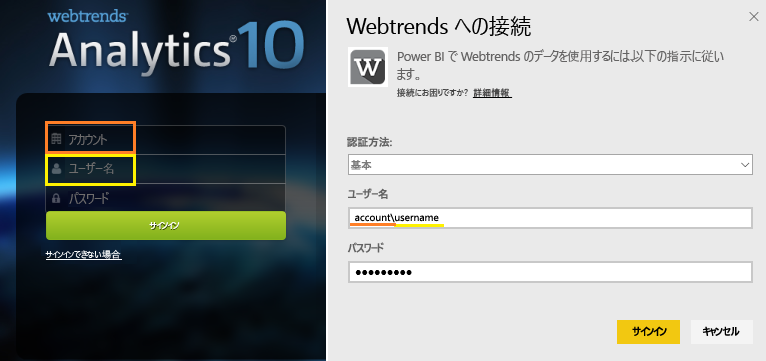 webtrends
Analytics 10
アカウント
ユーザー名
パスワード
サインイン
サインインできない場合
Webtrends への接続
W
Power BI で Webtrends のデータを使用するには、以下の指示に従い
ます。
接続にお困りですか? 詳細情報
認証方法:
基本
ユーザー名
account\username
パスワード
サインイン
キャンセル